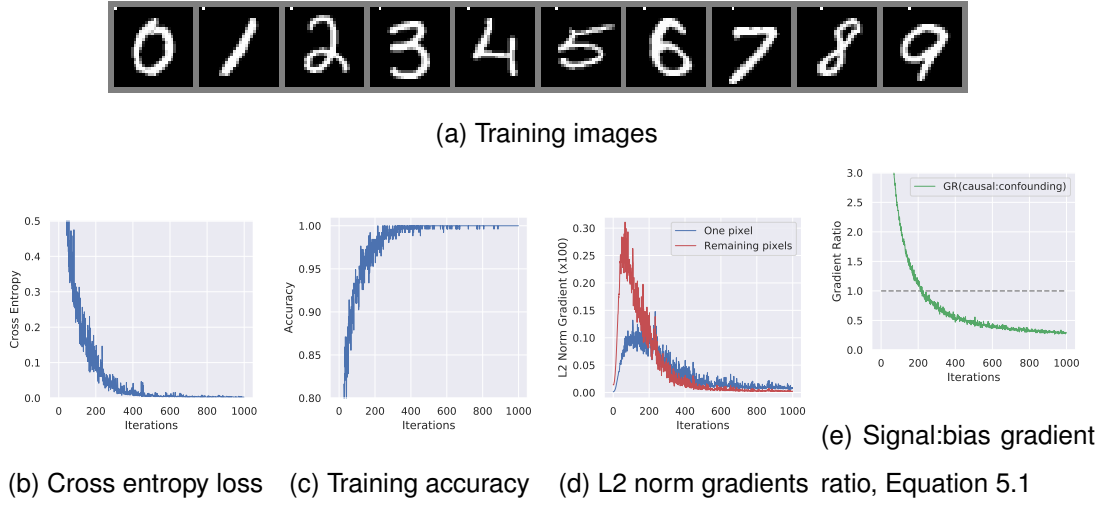 0 1 2 3 4 5 6 7 8 9
(a) Training images
0.5
0.4
0.3
0.2
0.1
0.0
Cross Entropy
0 200 400 600 800 1000
Iterations
(b) Cross entropy loss
1.00
0.95
0.90
0.85
0.80
Accuracy
0 200 400 600 800 1000
Iterations
(c) Training accuracy
One pixel
Remaining pixels
0.30
0.25
0.20
0.15
0.10
0.05
0.00
L2 Norm Gradient (x100)
0 200 400 600 800 1000
Iterations
(d) L2 norm gradients
GR(causal:confounding)
3.0
2.5
2.0
1.5
1.0
0.5
0.0
Gradient Ratio
0 200 400 600 800 1000
Iterations
(e) Signal:bias gradient
ratio, Equation 5.1